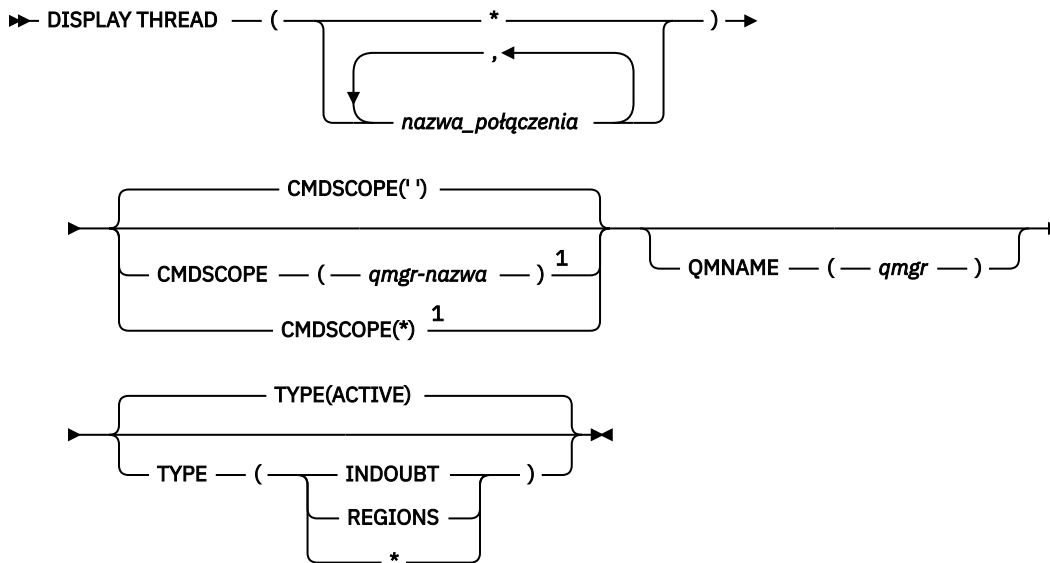 DISPLAY THREAD ( * )
,
nazwa_połączenia
CMDSCOPE(' ')
CMDSCOPE ( qmgr-nazwa ) 1
QMNAME ( qmgr )
CMDSCOPE(*) 1
TYPE(ACTIVE)
TYPE ( INDOUBT )
REGIONS
*